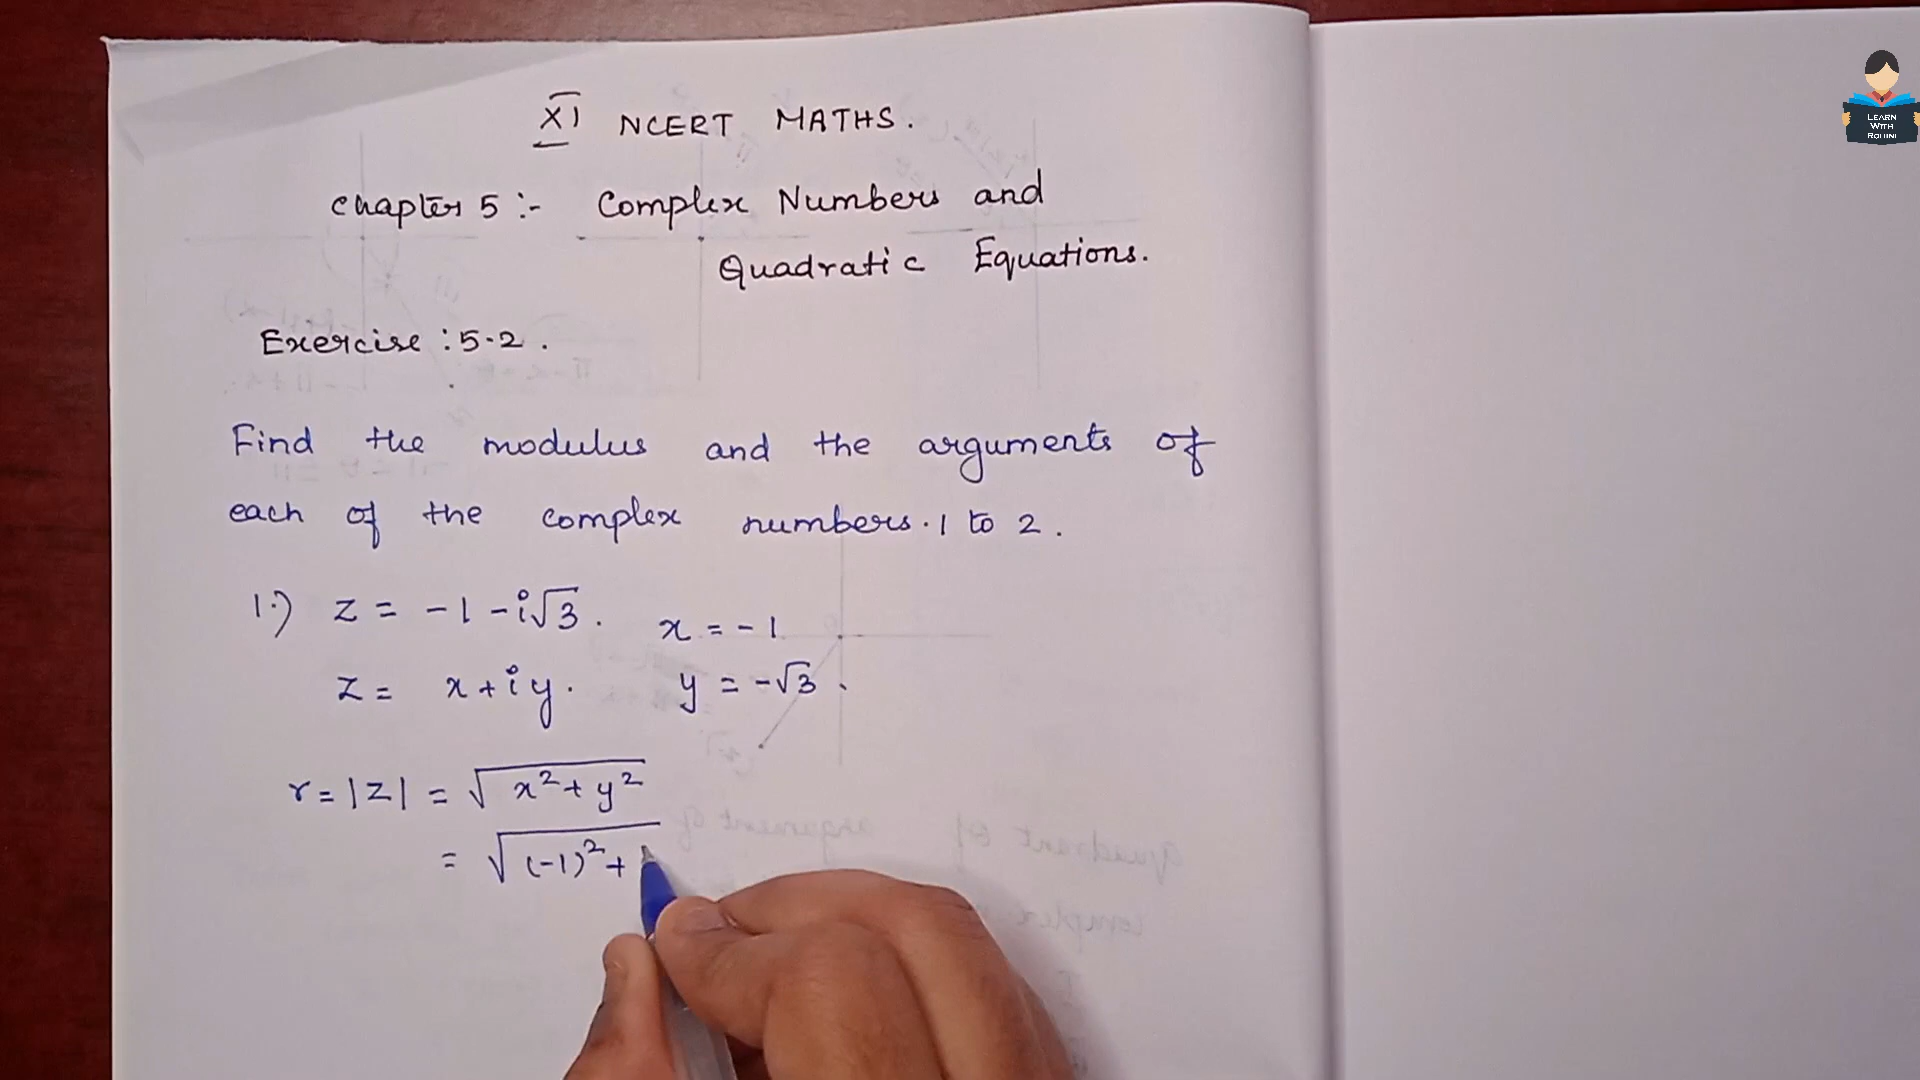 XI NCERT MATHS.
Chapter 5 :- Complex Numbers and
Quadratic Equations.
Exercise : 5.2 .
Find the modulus and the arguments of
each of the complex numbers. 1 to 2 .
1.) z = -1 - i√3 . x = -1
z = x + iy . y = -√3 .
r = |z| = √(x² + y²)
= √((-1)² +
LEARN
WITH
ROHINI